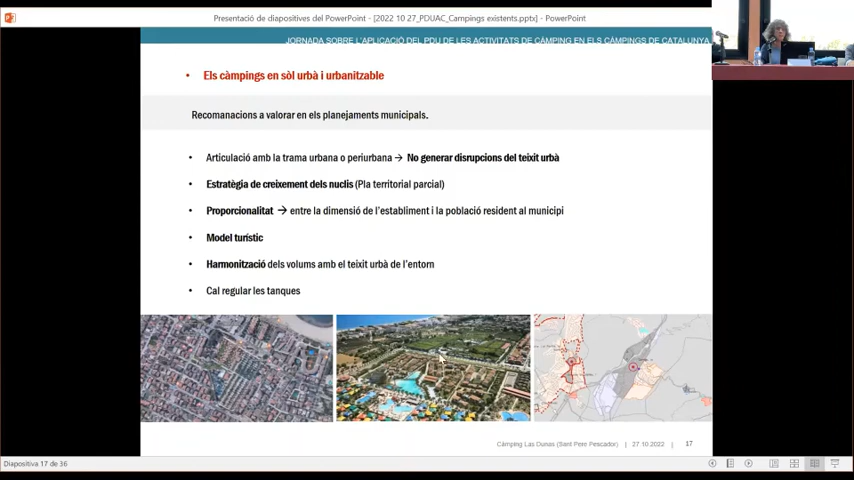 Presentació de diapositives del PowerPoint - [2022 10 27_PDUAC_Campings existents.pptx] - PowerPoint
JORNADA SOBRE L'APLICACIÓ DEL PDU DE LES ACTIVITATS DE CÀMPING EN ELS CÀMPINGS DE CATALUNYA
• Els càmpings en sòl urbà i urbanitzable
Recomanacions a valorar en els planejaments municipals.
• Articulació amb la trama urbana o periurbana → No generar disrupcions del teixit urbà
• Estratègia de creixement dels nuclis (Pla territorial parcial)
• Proporcionalitat → entre la dimensió de l'establiment i la població resident al municipi
• Model turístic
• Harmonització dels volums amb el teixit urbà de l'entorn
• Cal regular les tanques
Càmping Las Dunas (Sant Pere Pescador) | 27.10.2022 | 17
Diapositiva 17 de 36